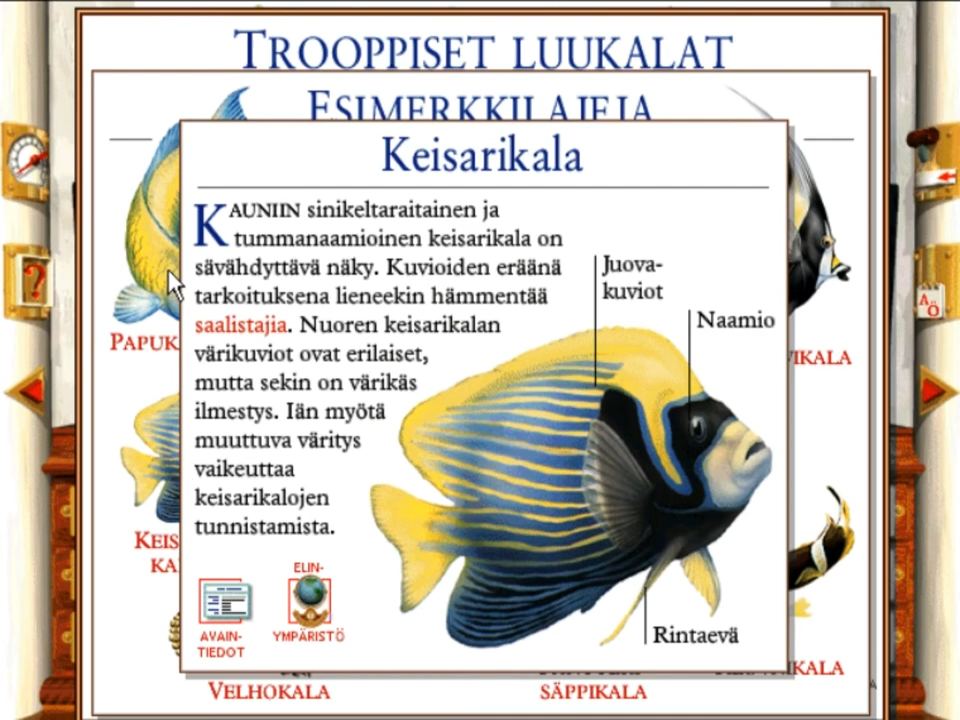 TROOPPISET LUUKALAT
ESIMERKKILAJEJA
Keisarikala
KAUNIIN sinikeltaraitainen ja
tummanaamioinen keisarikala on
sävähdyttävä näky. Kuvioiden eräänä
tarkoituksena lieneekin hämmentää
saalistajia. Nuoren keisarikalan
värikuviot ovat erilaiset,
mutta sekin on värikäs
ilmestys. Iän myötä
muuttuva väritys
vaikeuttaa
keisarikalojen
tunnistamista.
Juova-
kuviot
Naamio
Rintaevä
AVAIN-
TIEDOT
ELIN-
YMPÄRISTÖ
PAPUK
VIKALA
KEIS
KA
VELHOKALA
SÄPPIKALA
KALA
?
A
Ö